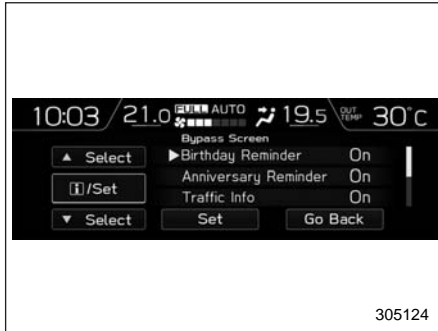 10:03 21.0 FULL AUTO 19.5 OUT TEMP 30°C
Bypass Screen
▲ Select ▶Birthday Reminder On
Anniversary Reminder On
i/Set
Traffic Info On
▼ Select Set Go Back
305124